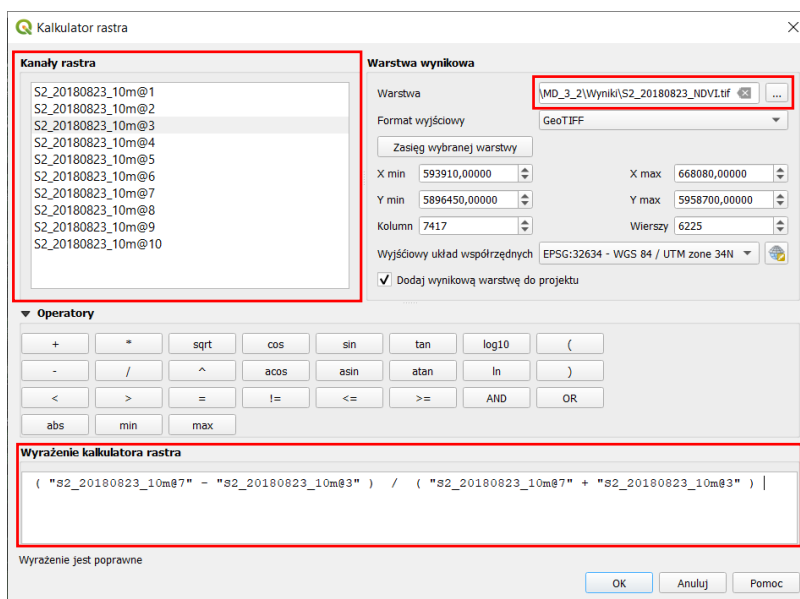 Kalkulator rastra
Kanały rastra
S2_20180823_10m@1
S2_20180823_10m@2
S2_20180823_10m@3
S2_20180823_10m@4
S2_20180823_10m@5
S2_20180823_10m@6
S2_20180823_10m@7
S2_20180823_10m@8
S2_20180823_10m@9
S2_20180823_10m@10
Warstwa wynikowa
Warstwa \MD_3_2\Wyniki\S2_20180823_NDVI.tif ...
Format wyjściowy GeoTIFF
Zasięg wybranej warstwy
X min 593910,00000 X max 668080,00000
Y min 5896450,00000 Y max 5958700,00000
Kolumn 7417 Wierszy 6225
Wyjściowy układ współrzędnych EPSG:32634 - WGS 84 / UTM zone 34N
Dodaj wynikową warstwę do projektu
Operatory
+ * sqrt cos sin tan log10 (
- / ^ acos asin atan ln )
< > = != <= >= AND OR
abs min max
Wyrażenie kalkulatora rastra
( "S2_20180823_10m@7" - "S2_20180823_10m@3" ) / ( "S2_20180823_10m@7" + "S2_20180823_10m@3" )
Wyrażenie jest poprawne
OK Anuluj Pomoc